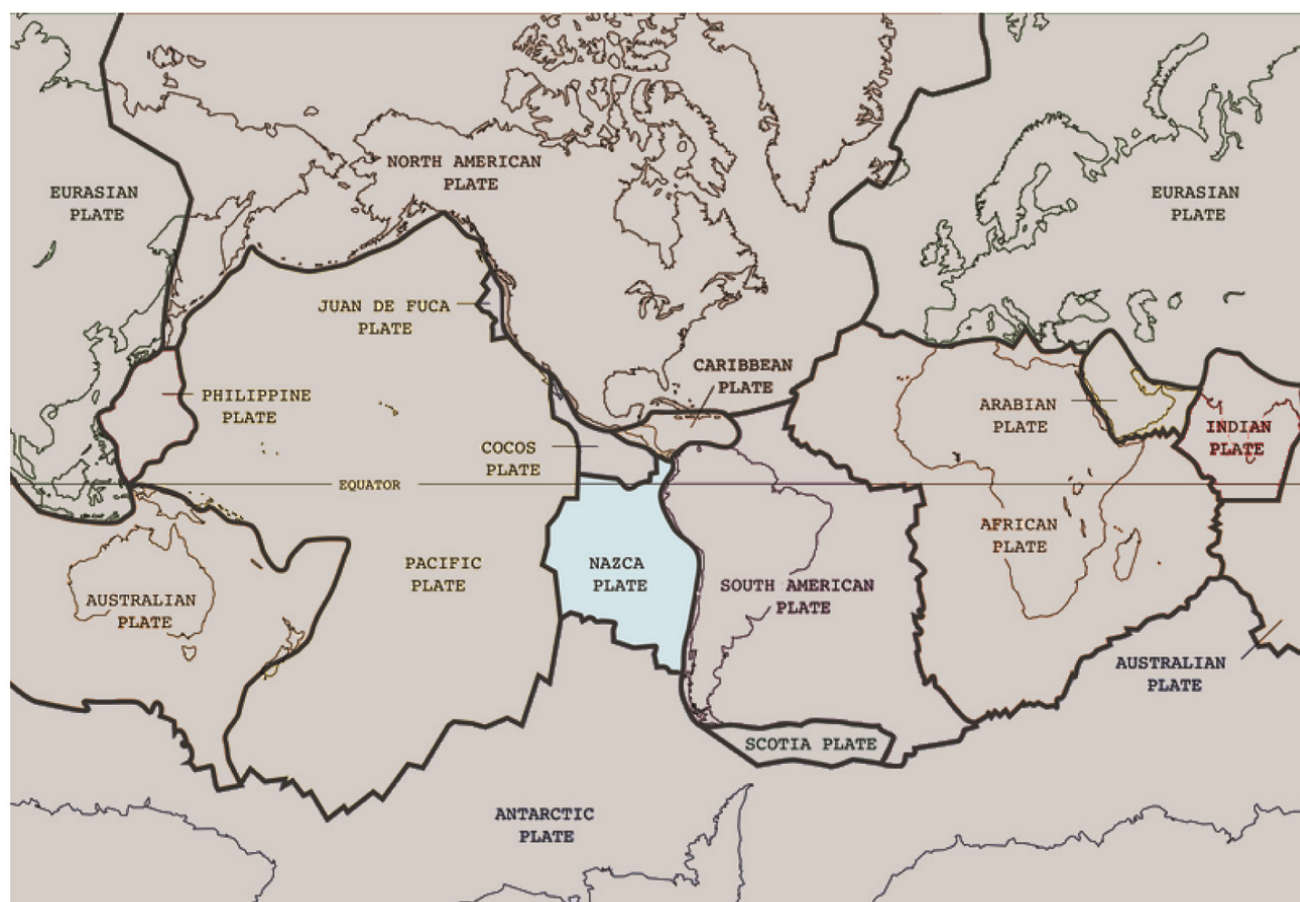 NORTH AMERICAN
PLATE
EURASIAN
PLATE
EURASIAN
PLATE
JUAN DE FUCA
PLATE
CARIBBEAN
PLATE
PHILIPPINE
PLATE
ARABIAN
PLATE
INDIAN
PLATE
COCOS
PLATE
EQUATOR
AFRICAN
PLATE
PACIFIC
PLATE
NAZCA
PLATE
SOUTH AMERICAN
PLATE
AUSTRALIAN
PLATE
AUSTRALIAN
PLATE
SCOTIA PLATE
ANTARCTIC
PLATE